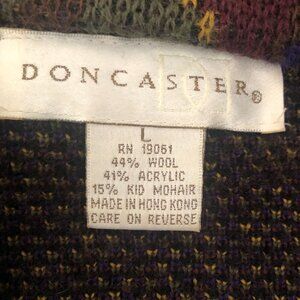 DONCASTER®
L
RN 19061
44% WOOL
41% ACRYLIC
15% KID MOHAIR
MADE IN HONG KONG
CARE ON REVERSE